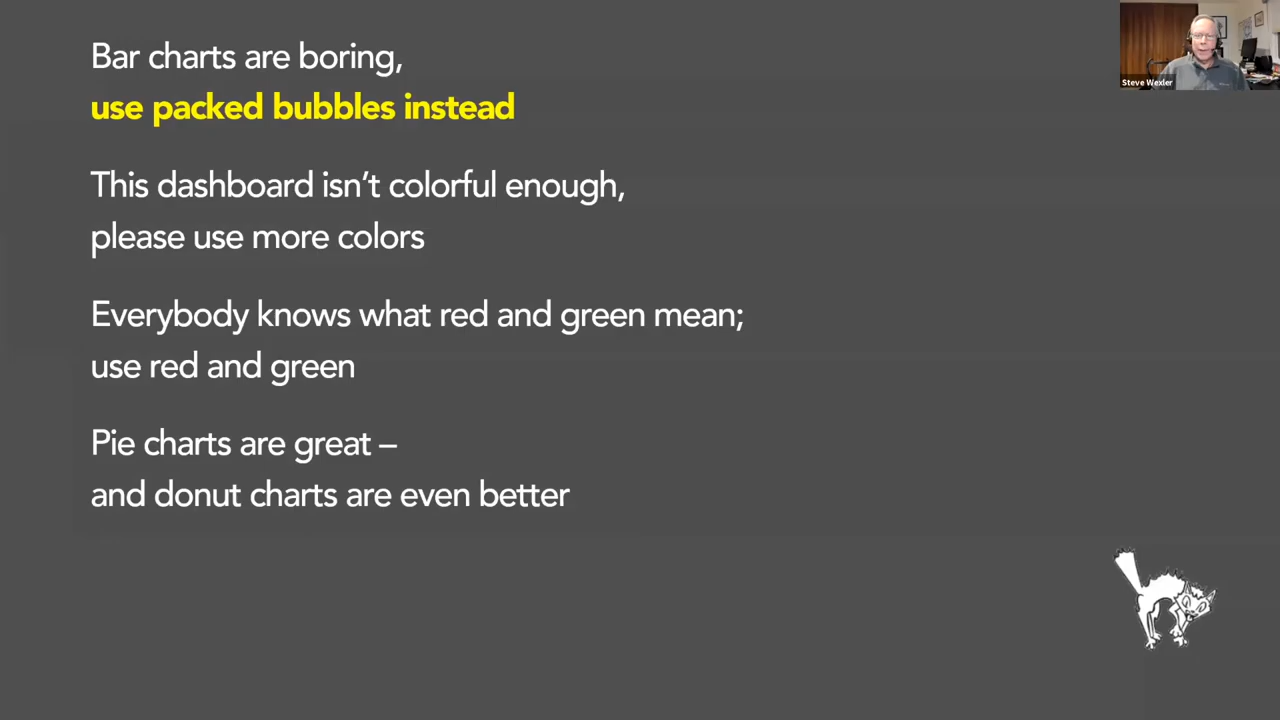 Bar charts are boring,
use packed bubbles instead
This dashboard isn’t colorful enough,
please use more colors
Everybody knows what red and green mean;
use red and green
Pie charts are great –
and donut charts are even better
Steve Wexler